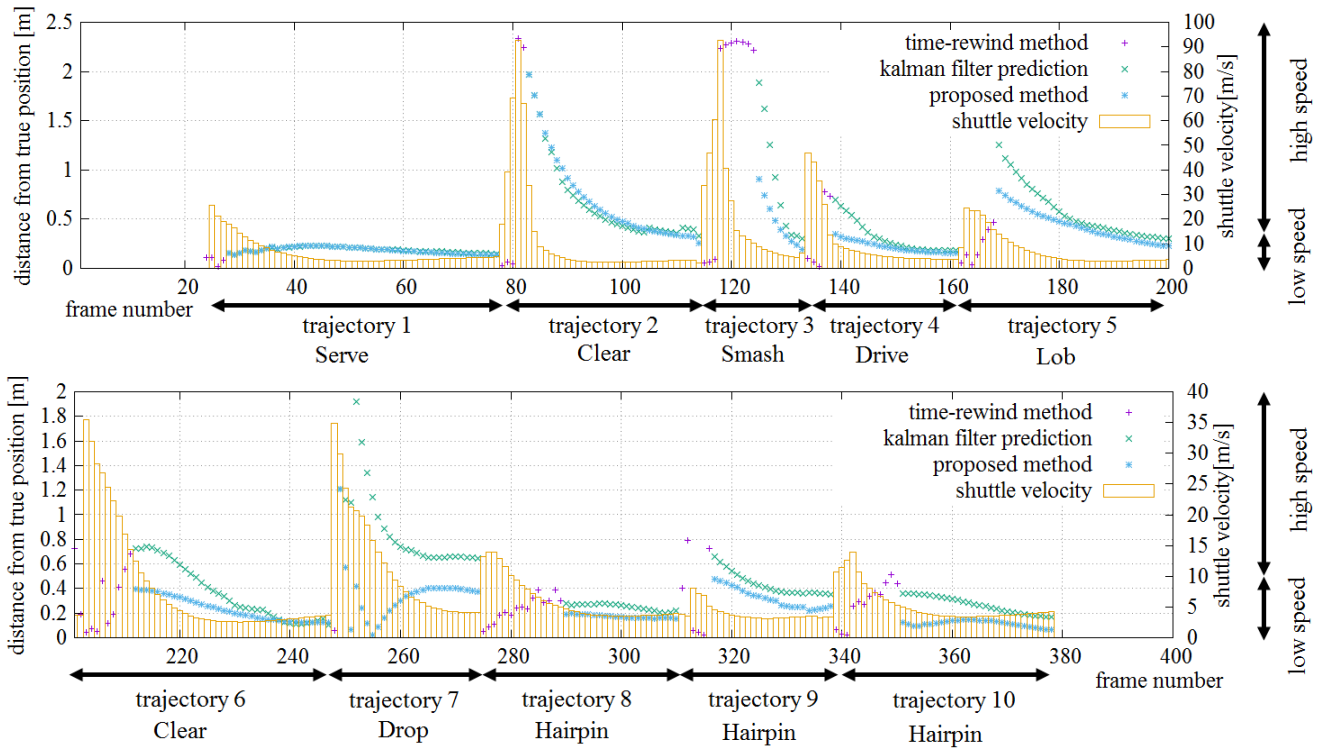 distance from true position [m]
2.5
2
1.5
1
0.5
0
time-rewind method
kalman filter prediction
proposed method
shuttle velocity
100
90
80
70
60
50
40
30
20
10
0
shuttle velocity[m/s]
high speed
low speed
20 40 60 80 100 120 140 160 180 200
frame number
trajectory 1 trajectory 2 trajectory 3 trajectory 4 trajectory 5
Serve Clear Smash Drive Lob
distance from true position [m]
2
1.8
1.6
1.4
1.2
1
0.8
0.6
0.4
0.2
0
time-rewind method
kalman filter prediction
proposed method
shuttle velocity
40
35
30
25
20
15
10
5
0
shuttle velocity[m/s]
high speed
low speed
220 240 260 280 300 320 340 360 380 400
frame number
trajectory 6 trajectory 7 trajectory 8 trajectory 9 trajectory 10
Clear Drop Hairpin Hairpin Hairpin